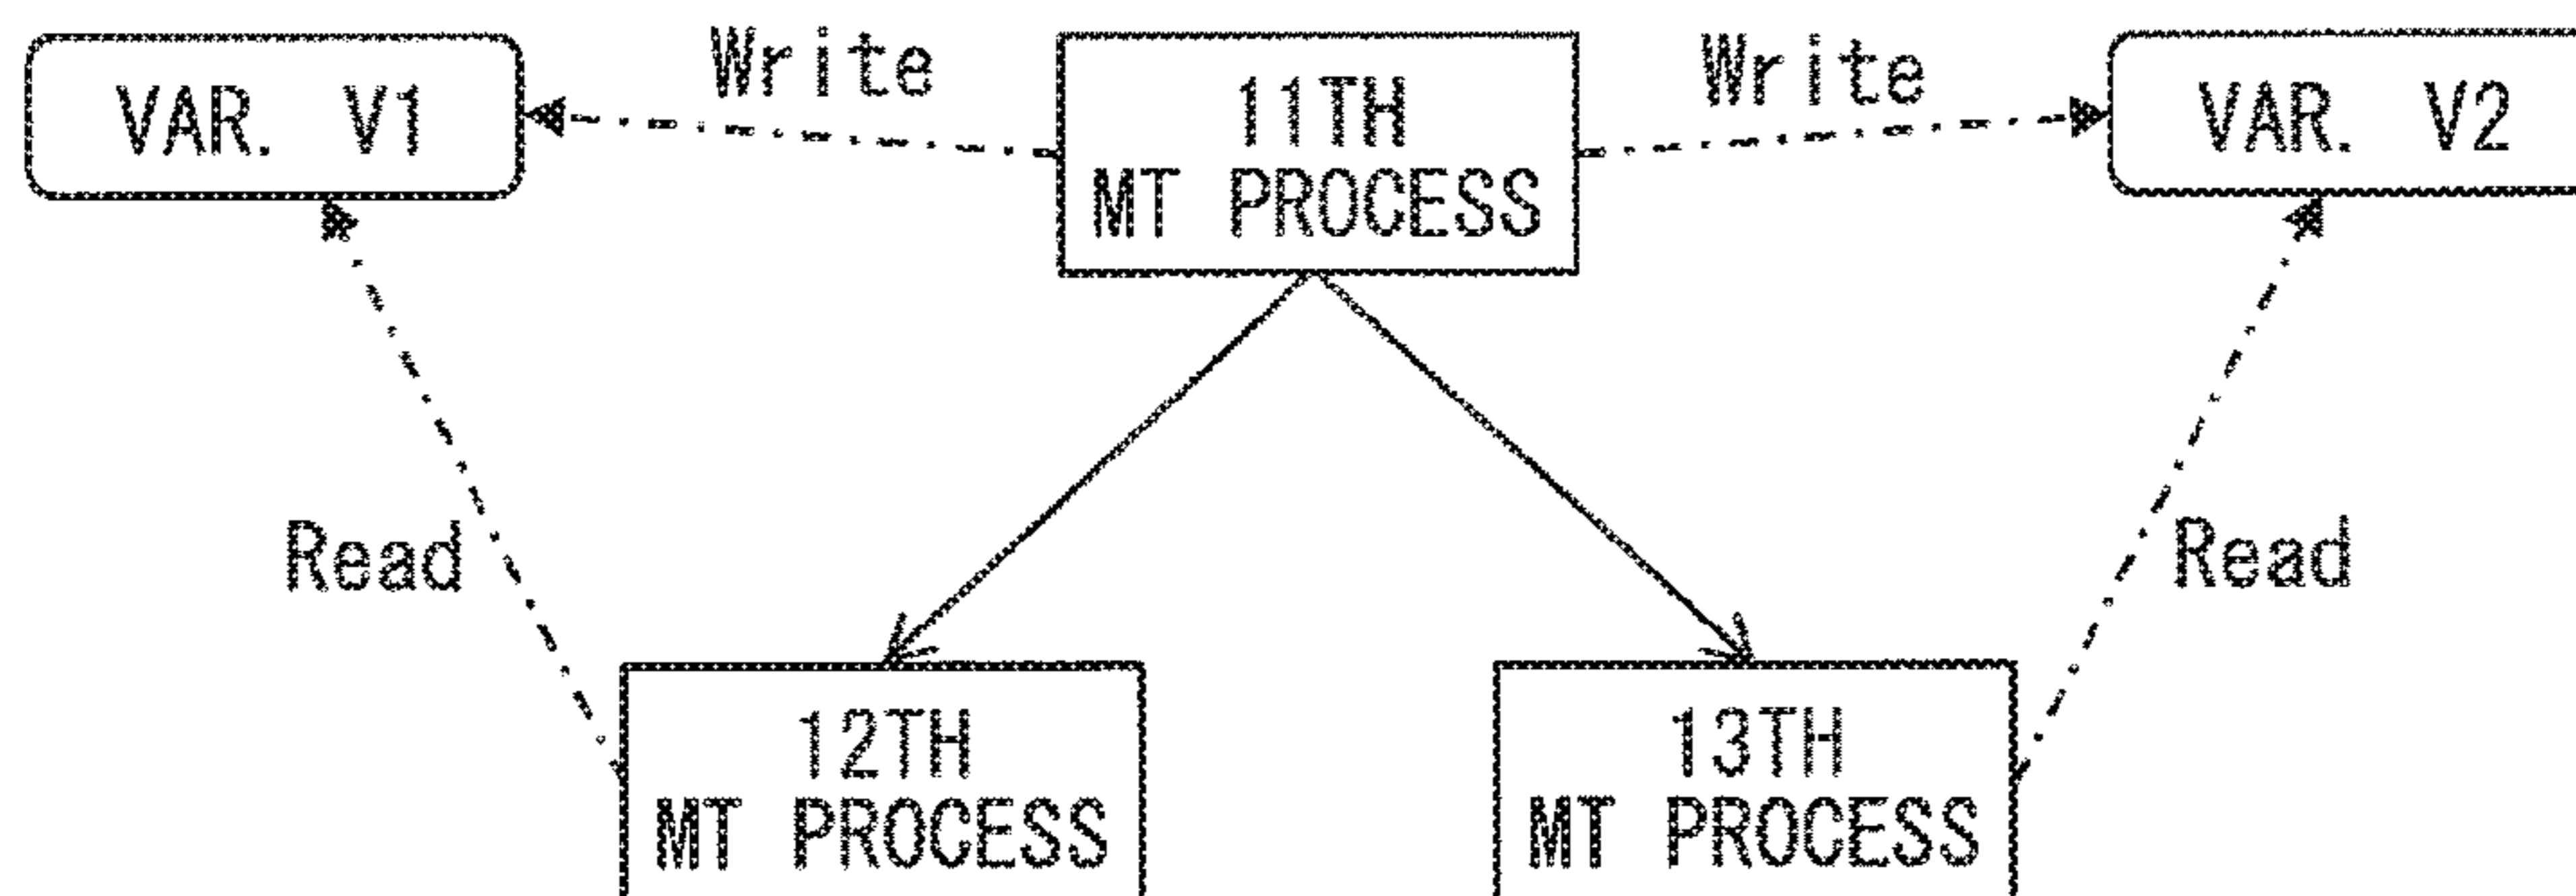 VAR. V1
Write
11TH
MT PROCESS
Write
VAR. V2
Read
Read
12TH
MT PROCESS
13TH
MT PROCESS